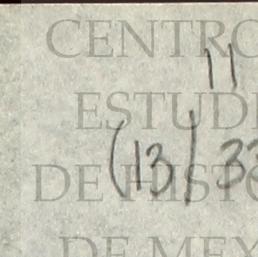 CENTRO
11
ESTUDI
(13) 33
DE HISTO
DE MEX